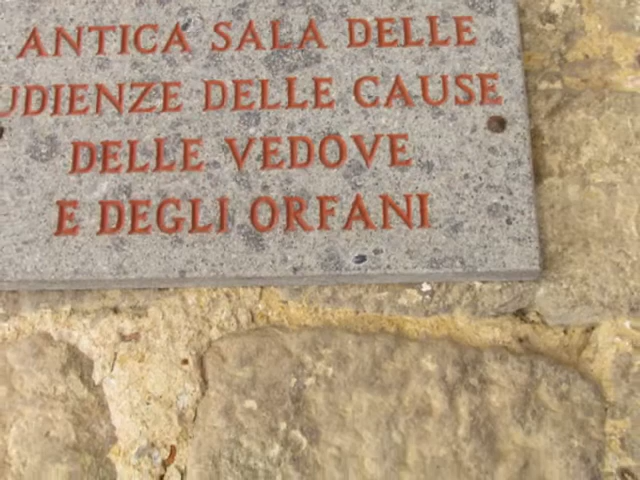 ANTICA SALA DELLE
UDIENZE DELLE CAUSE
DELLE VEDOVE
E DEGLI ORFANI